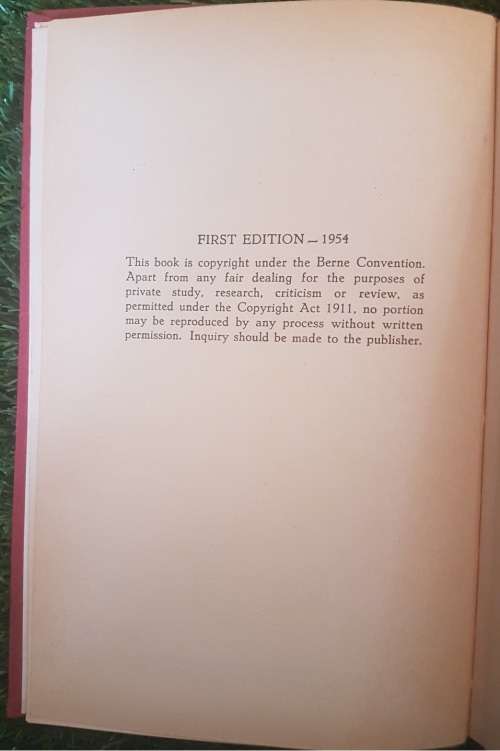 FIRST EDITION — 1954
This book is copyright under the Berne Convention.
Apart from any fair dealing for the purposes of
private study, research, criticism or review, as
permitted under the Copyright Act 1911, no portion
may be reproduced by any process without written
permission. Inquiry should be made to the publisher.